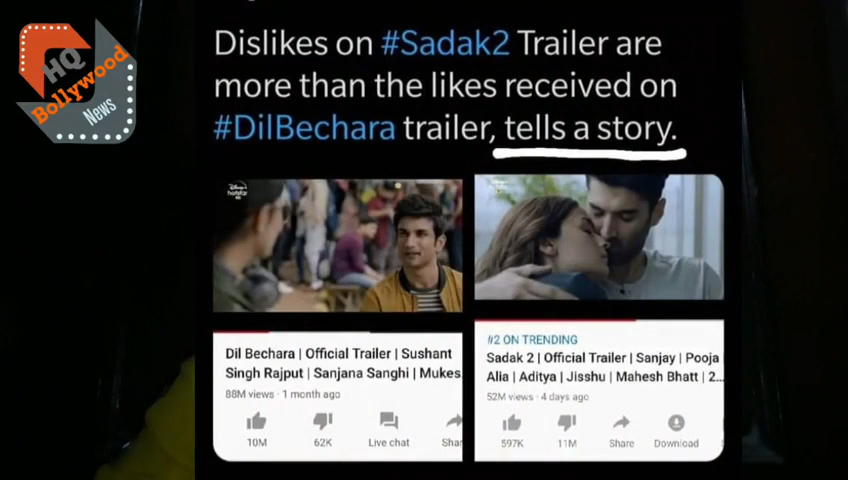 HQ
Bollywood
News
Dislikes on #Sadak2 Trailer are
more than the likes received on
#DilBechara trailer, tells a story.
Disney+
hotstar
Dil Bechara | Official Trailer | Sushant
Singh Rajput | Sanjana Sanghi | Mukes
88M views · 1 month ago
10M 62K Live chat Shar
#2 ON TRENDING
Sadak 2 | Official Trailer | Sanjay | Pooja
Alia | Aditya | Jisshu | Mahesh Bhatt | 2...
52M views · 4 days ago
597K 11M Share Download